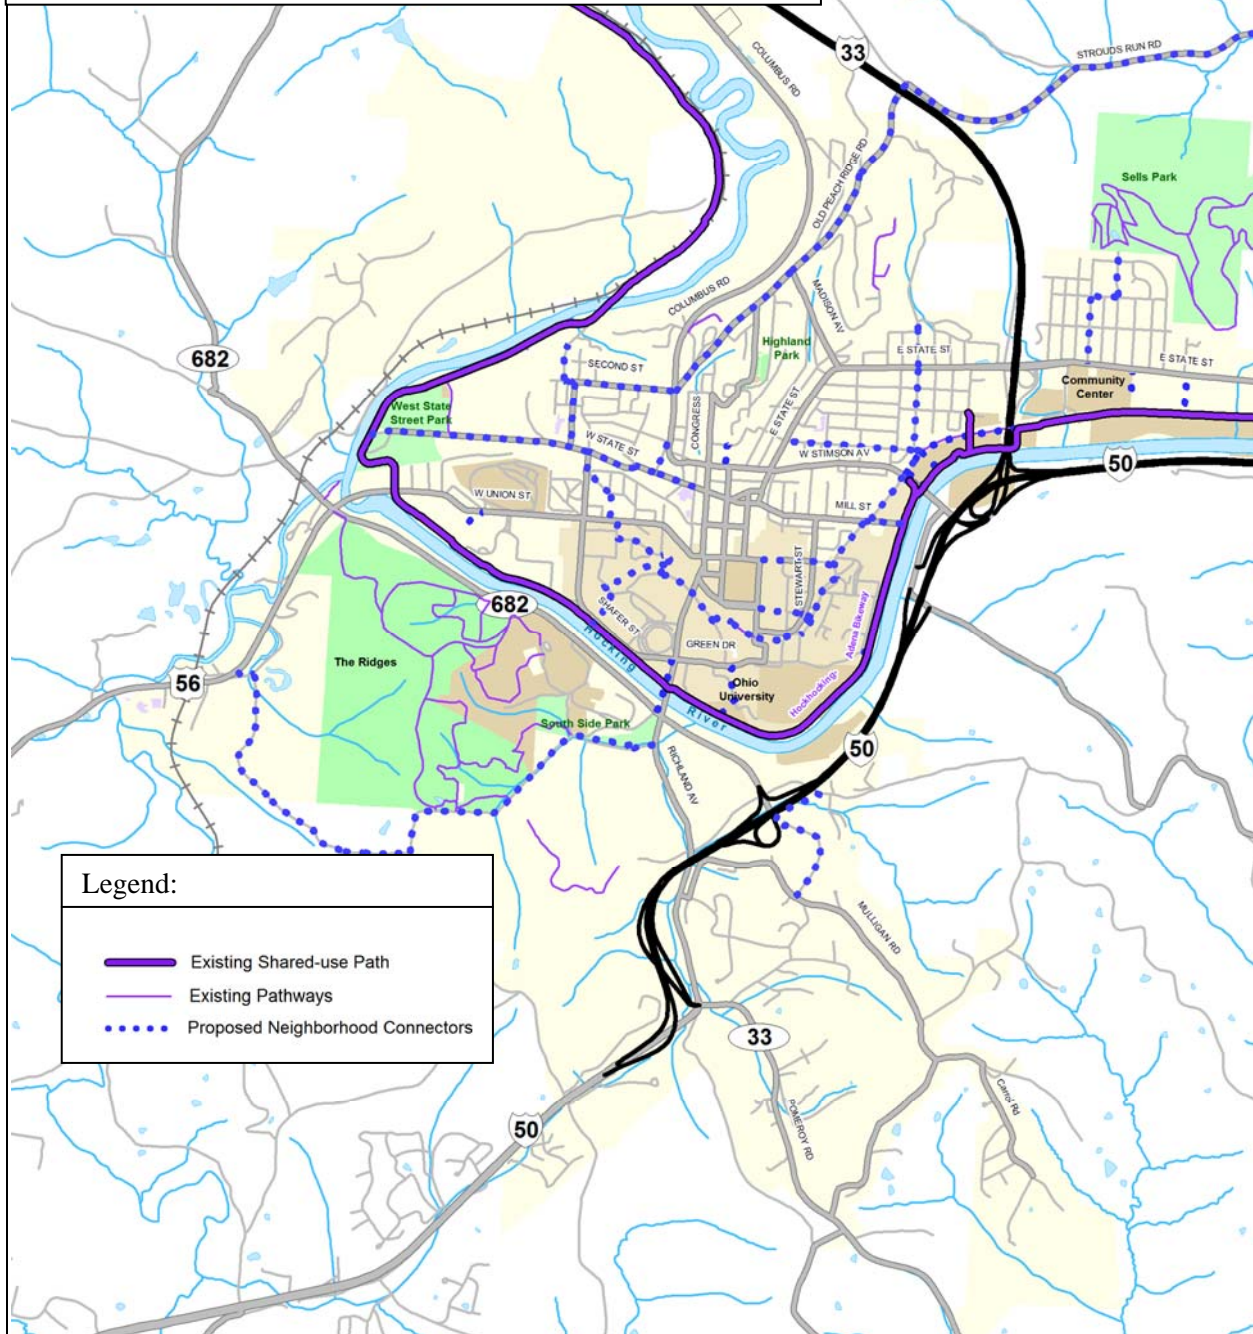 COLUMBUS RD
33
STROUDS RUN RD
OLD PEACH RIDGE RD
Sells Park
COLUMBUS RD
MADISON AV
682
SECOND ST
Highland
Park
E STATE ST
E STATE ST
Community
Center
West State
Street Park
CONGRESS
E STATE ST
W STATE ST
W STIMSON AV
50
W UNION ST
MILL ST
STEWART ST
682
SHAFER ST
Hocking
River
GREEN DR
Hockhocking-
Adena Bikeway
The Ridges
56
Ohio
University
South Side Park
50
RICHLAND AV
Legend:
Existing Shared-use Path
Existing Pathways
Proposed Neighborhood Connectors
MULLIGAN RD
33
Carrol Rd
POMEROY RD
50